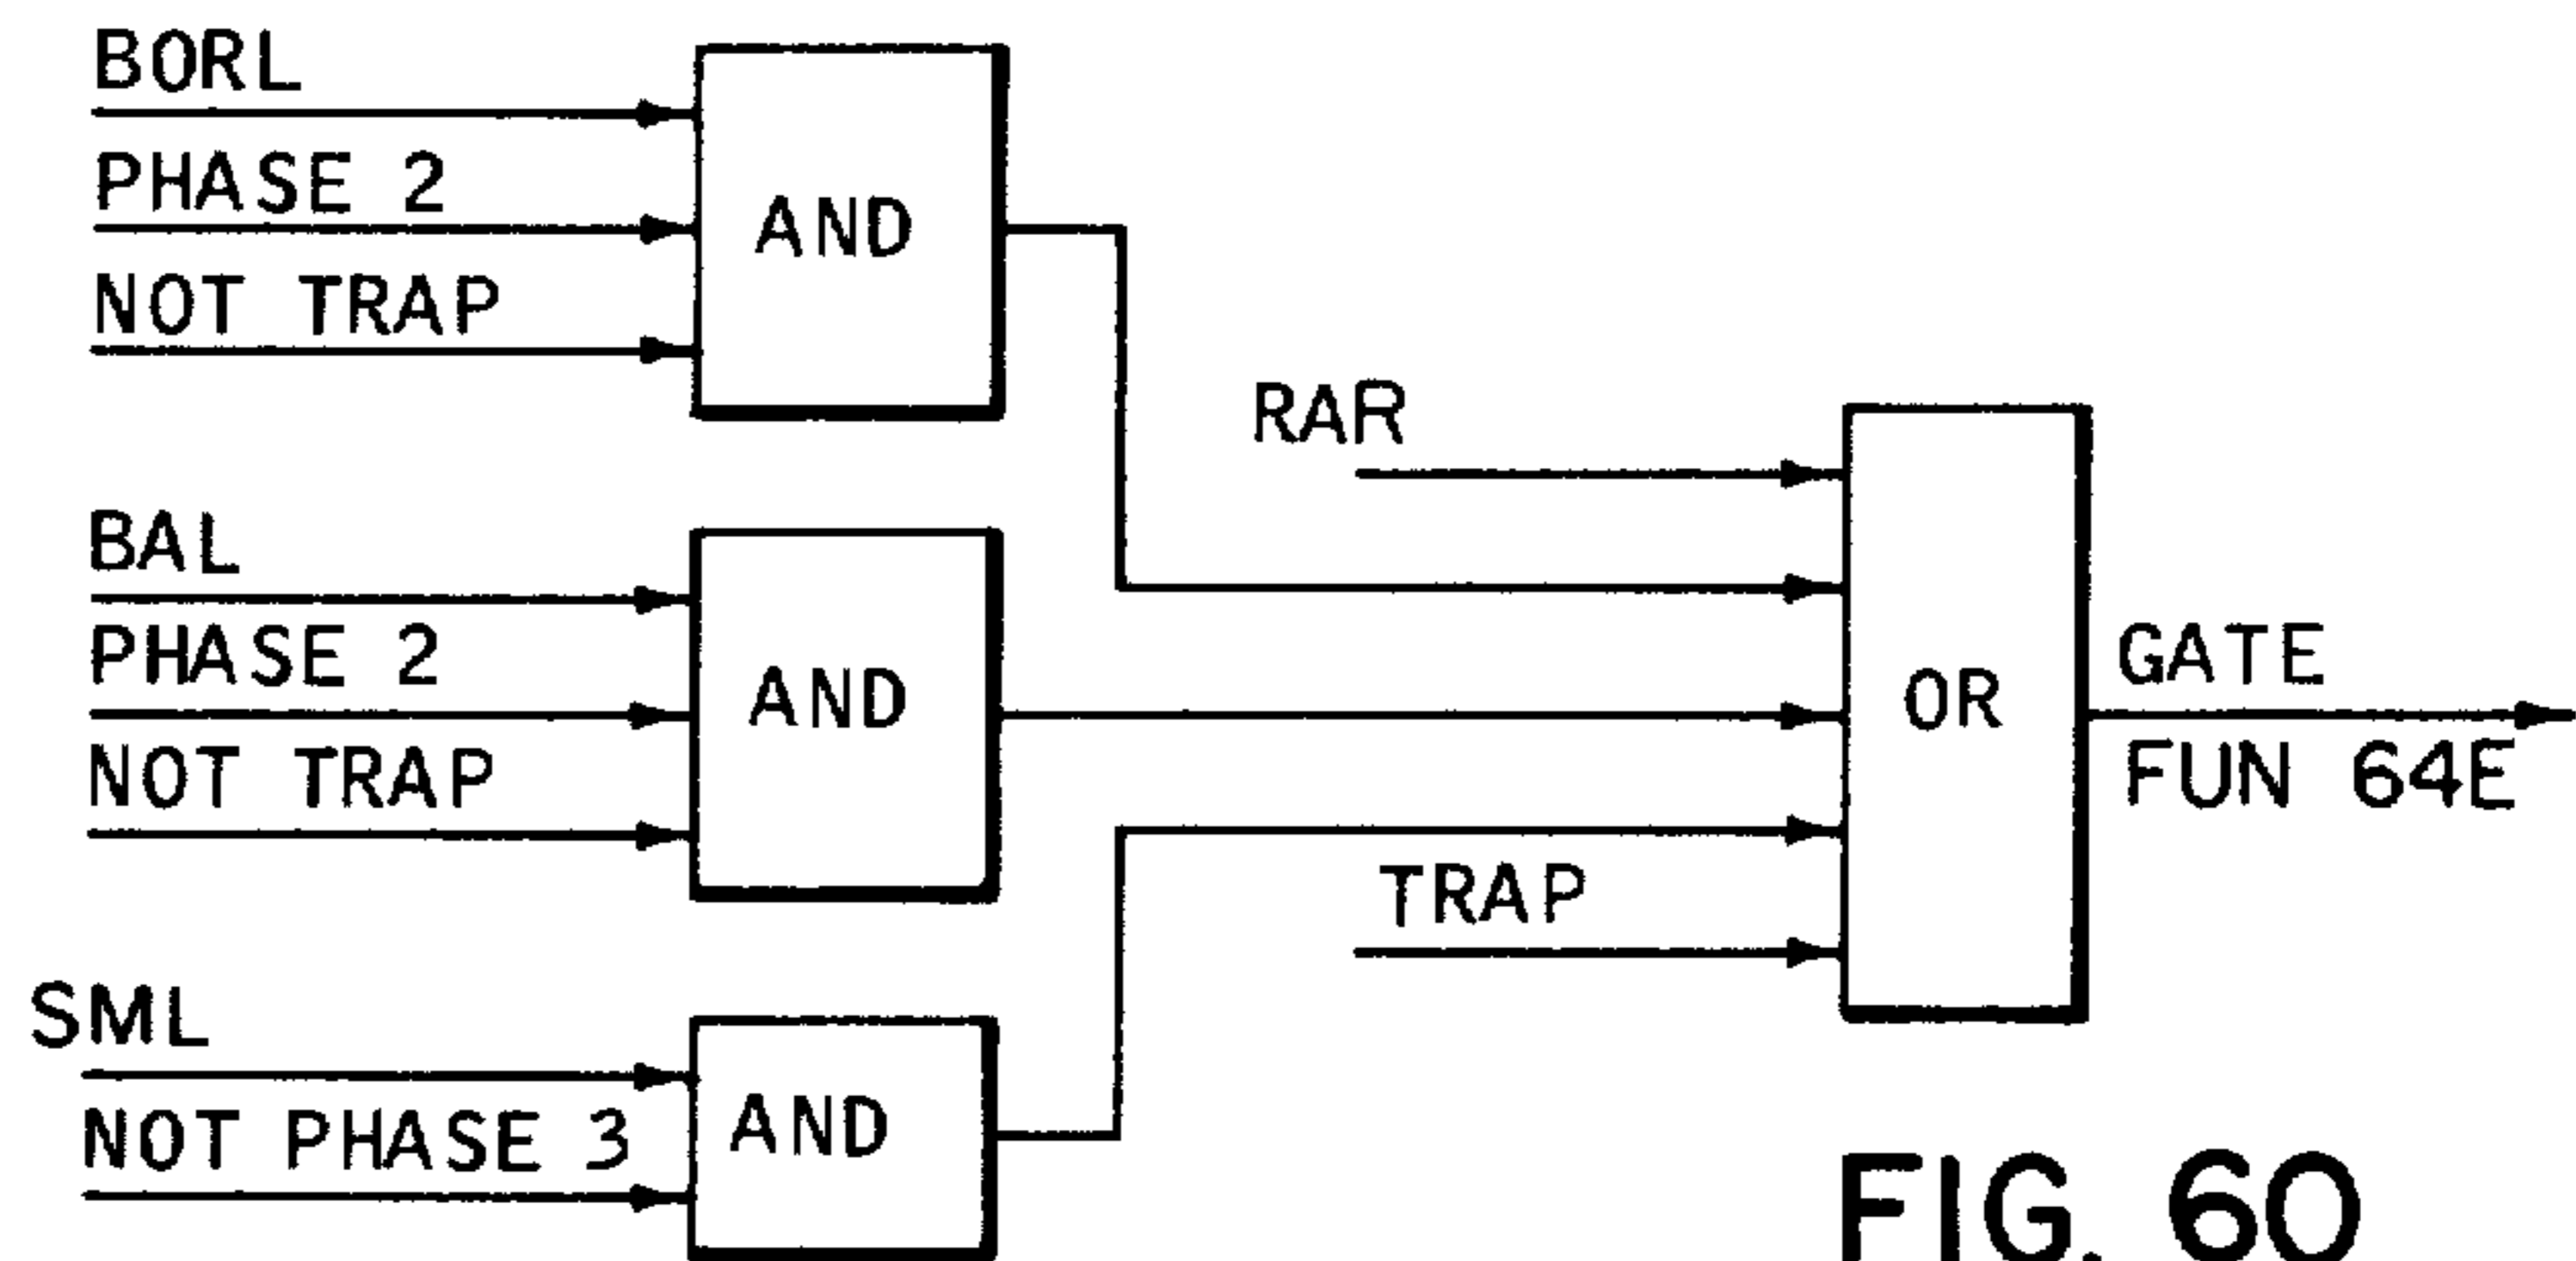 BORL
PHASE 2
NOT TRAP
AND
RAR
BAL
PHASE 2
NOT TRAP
AND
OR
GATE
FUN 64E
TRAP
SML
NOT PHASE 3
AND
FIG. 60